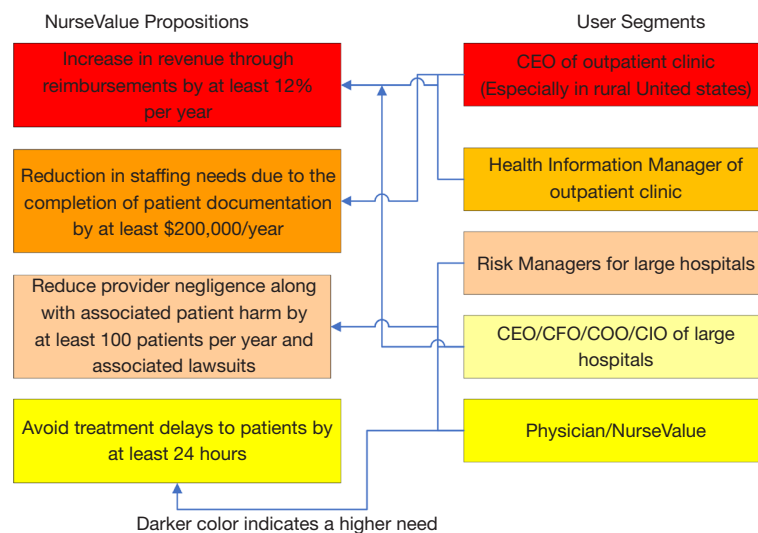 NurseValue Propositions
User Segments
Increase in revenue through
reimbursements by at least 12%
per year
CEO of outpatient clinic
(Especially in rural United states)
Reduction in staffing needs due to the
completion of patient documentation
by at least $200,000/year
Health Information Manager of
outpatient clinic
Reduce provider negligence along
with associated patient harm by
at least 100 patients per year and
associated lawsuits
Risk Managers for large hospitals
CEO/CFO/COO/CIO of large
hospitals
Avoid treatment delays to patients by
at least 24 hours
Physician/NurseValue
Darker color indicates a higher need